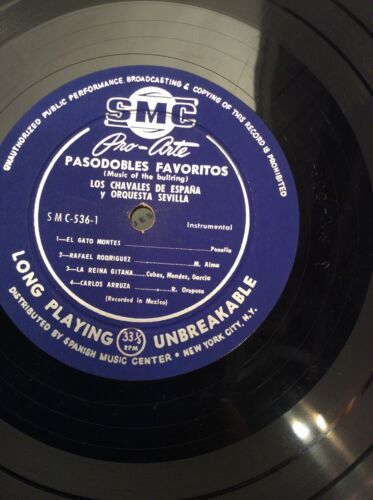 UNAUTHORIZED PUBLIC PERFORMANCE, BROADCASTING & COPYING OF THIS RECORD IS PROHIBITED
SMC
Pro-Arte
PASODOBLES FAVORITOS
(Music of the bullring)
LOS CHAVALES DE ESPAÑA
y ORQUESTA SEVILLA
SMC-536-1
Instrumental
1—EL GATO MONTES Penella
2—RAFAEL RODRIGUEZ M. Alma
3—LA REINA GITANA Cubas, Mendez, Garcia
4—CARLOS ARRUZA R. Oropesa
(Recorded in Mexico)
LONG PLAYING 33⅓ RPM UNBREAKABLE
DISTRIBUTED BY SPANISH MUSIC CENTER • NEW YORK CITY, N.Y.